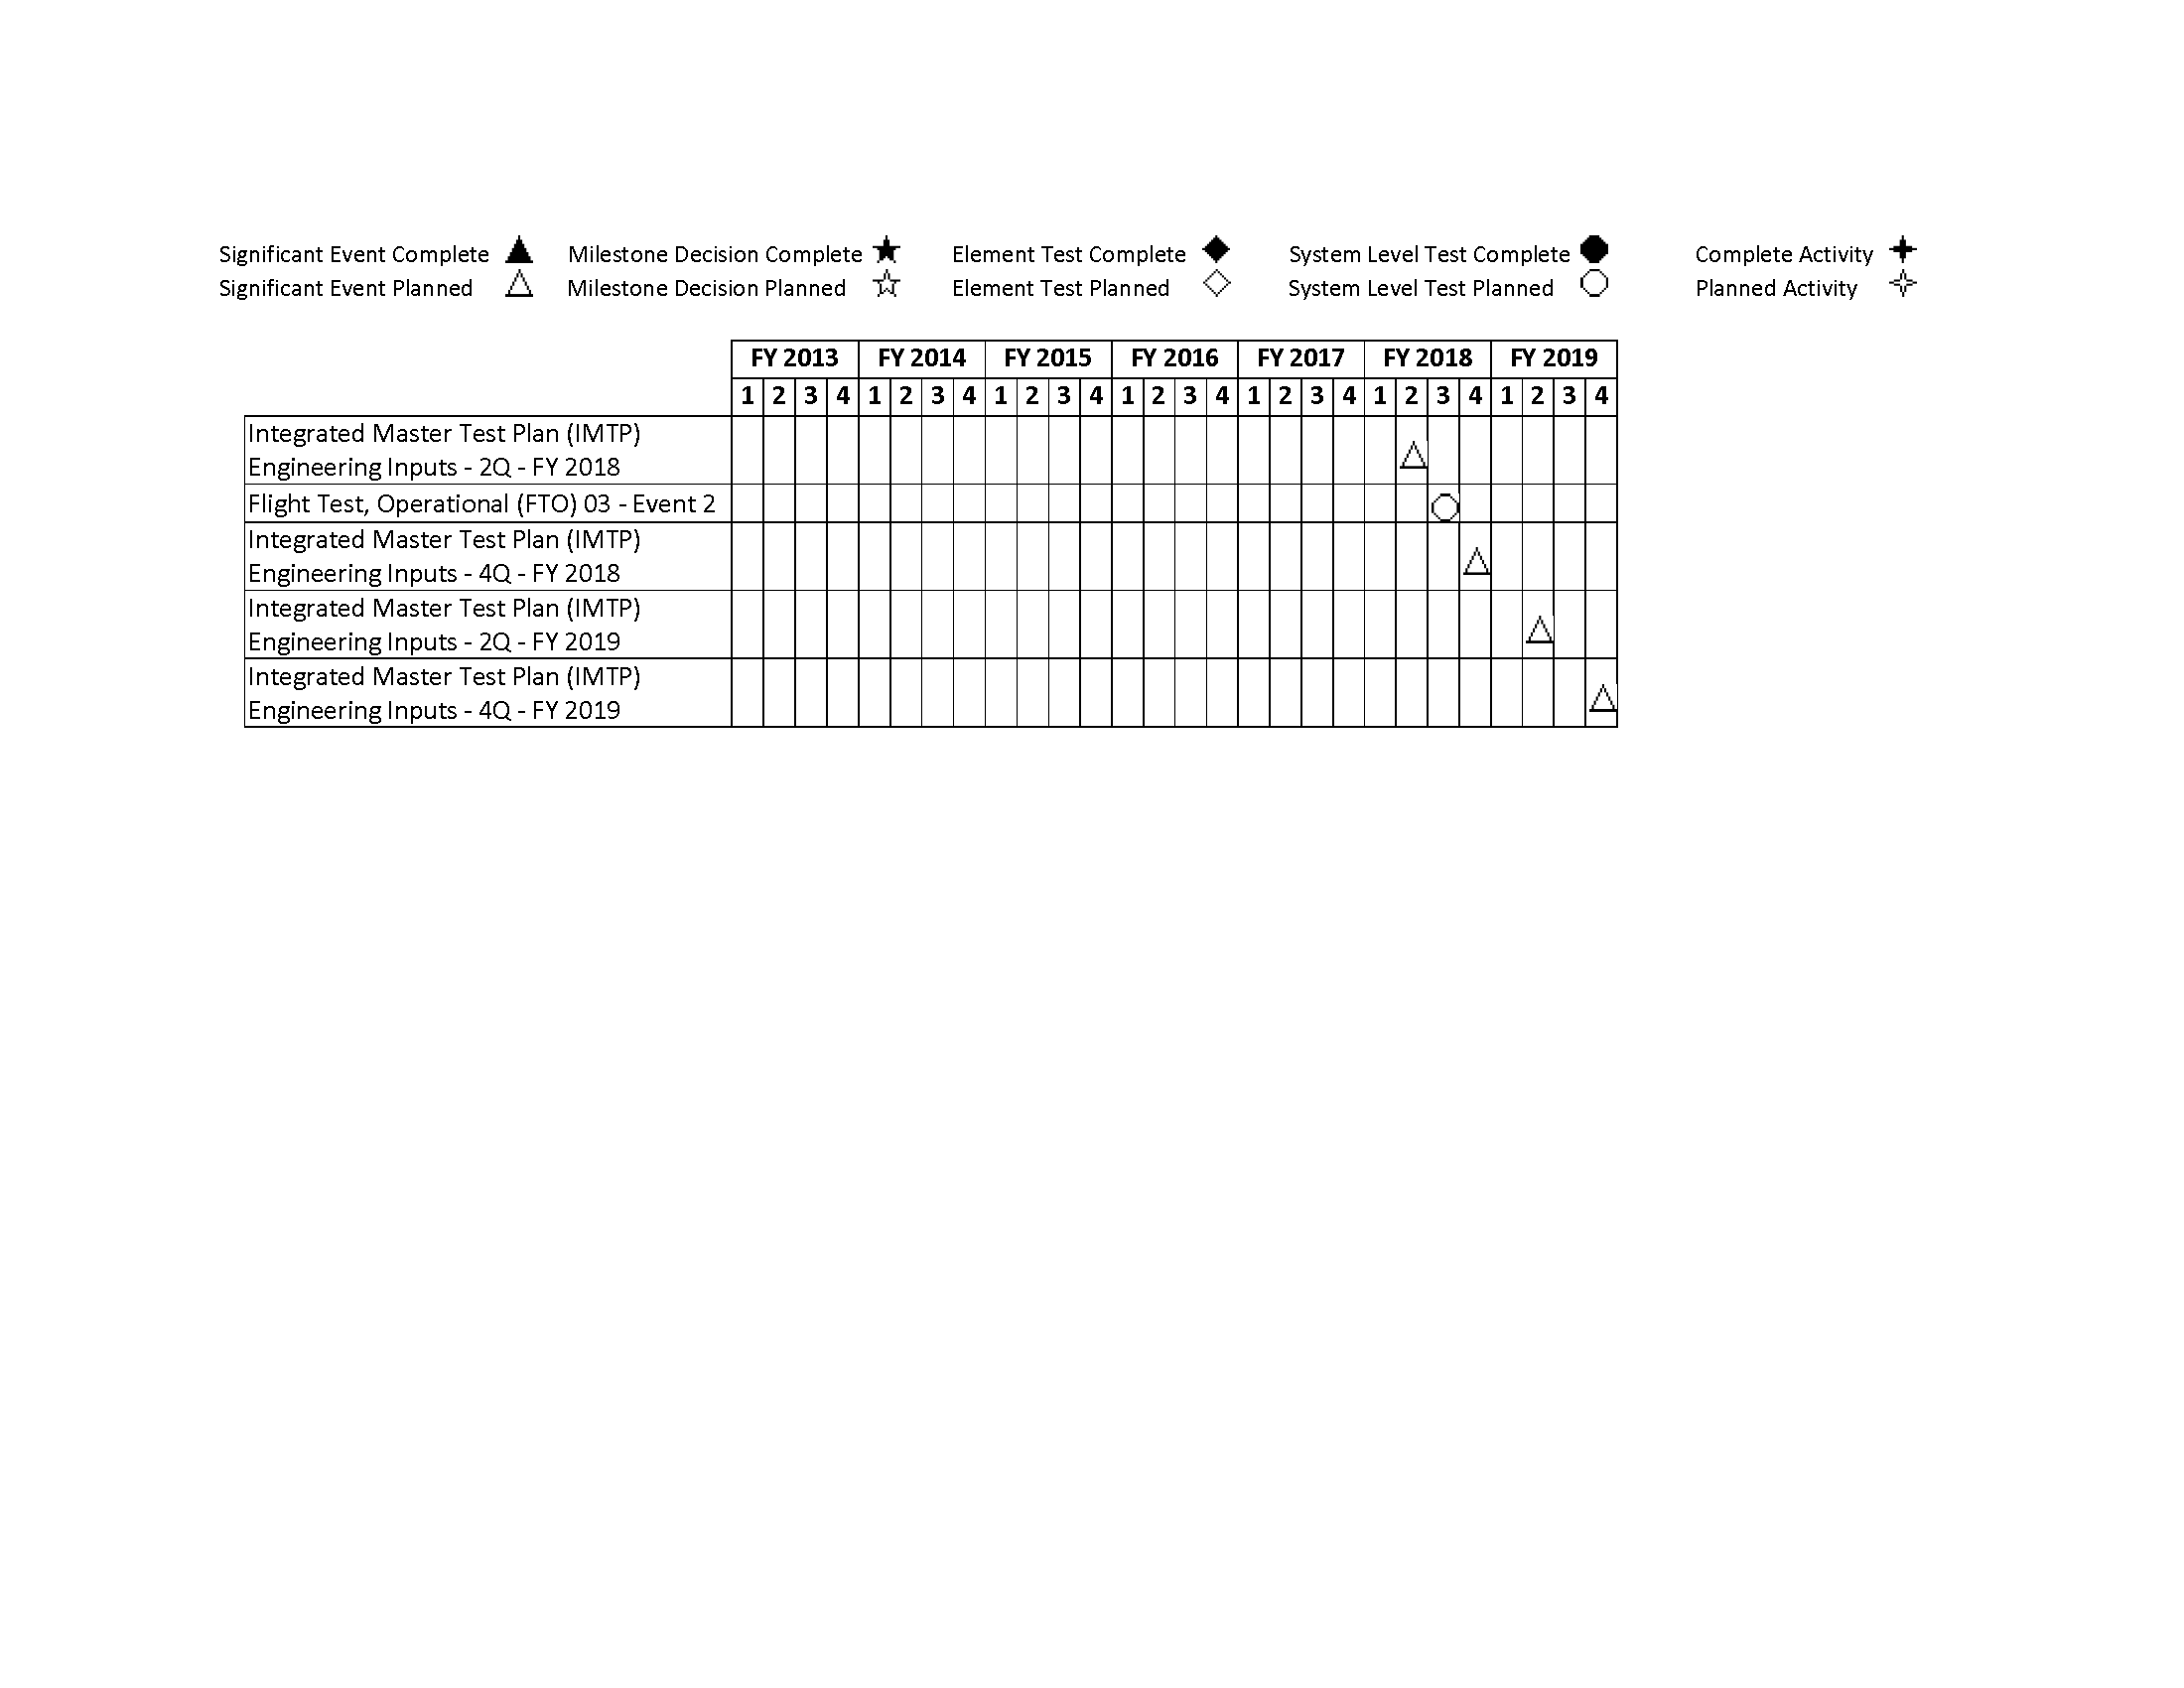 Significant Event Complete Milestone Decision Complete Element Test Complete System Level Test Complete Complete Activity
Significant Event Planned Milestone Decision Planned Element Test Planned System Level Test Planned Planned Activity
FY 2013 FY 2014 FY 2015 FY 2016 FY 2017 FY 2018 FY 2019
1 2 3 4 1 2 3 4 1 2 3 4 1 2 3 4 1 2 3 4 1 2 3 4 1 2 3 4
Integrated Master Test Plan (IMTP)
Engineering Inputs - 2Q - FY 2018
Flight Test, Operational (FTO) 03 - Event 2
Integrated Master Test Plan (IMTP)
Engineering Inputs - 4Q - FY 2018
Integrated Master Test Plan (IMTP)
Engineering Inputs - 2Q - FY 2019
Integrated Master Test Plan (IMTP)
Engineering Inputs - 4Q - FY 2019